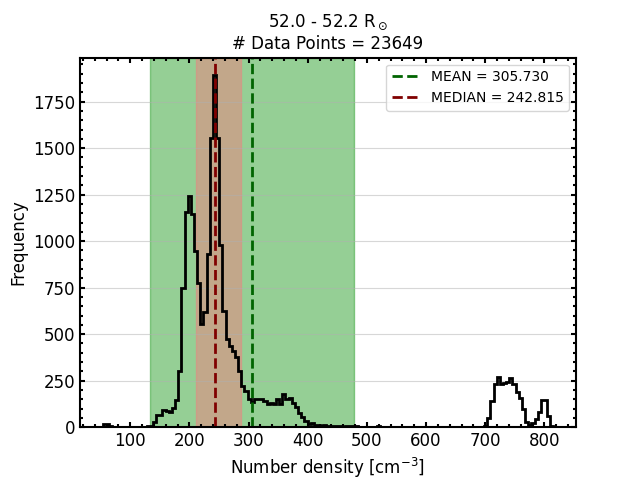 52.0 - 52.2 R⊙
# Data Points = 23649
MEAN = 305.730
MEDIAN = 242.815
Frequency
1750
1500
1250
1000
750
500
250
0
100 200 300 400 500 600 700 800
Number density [cm⁻³]